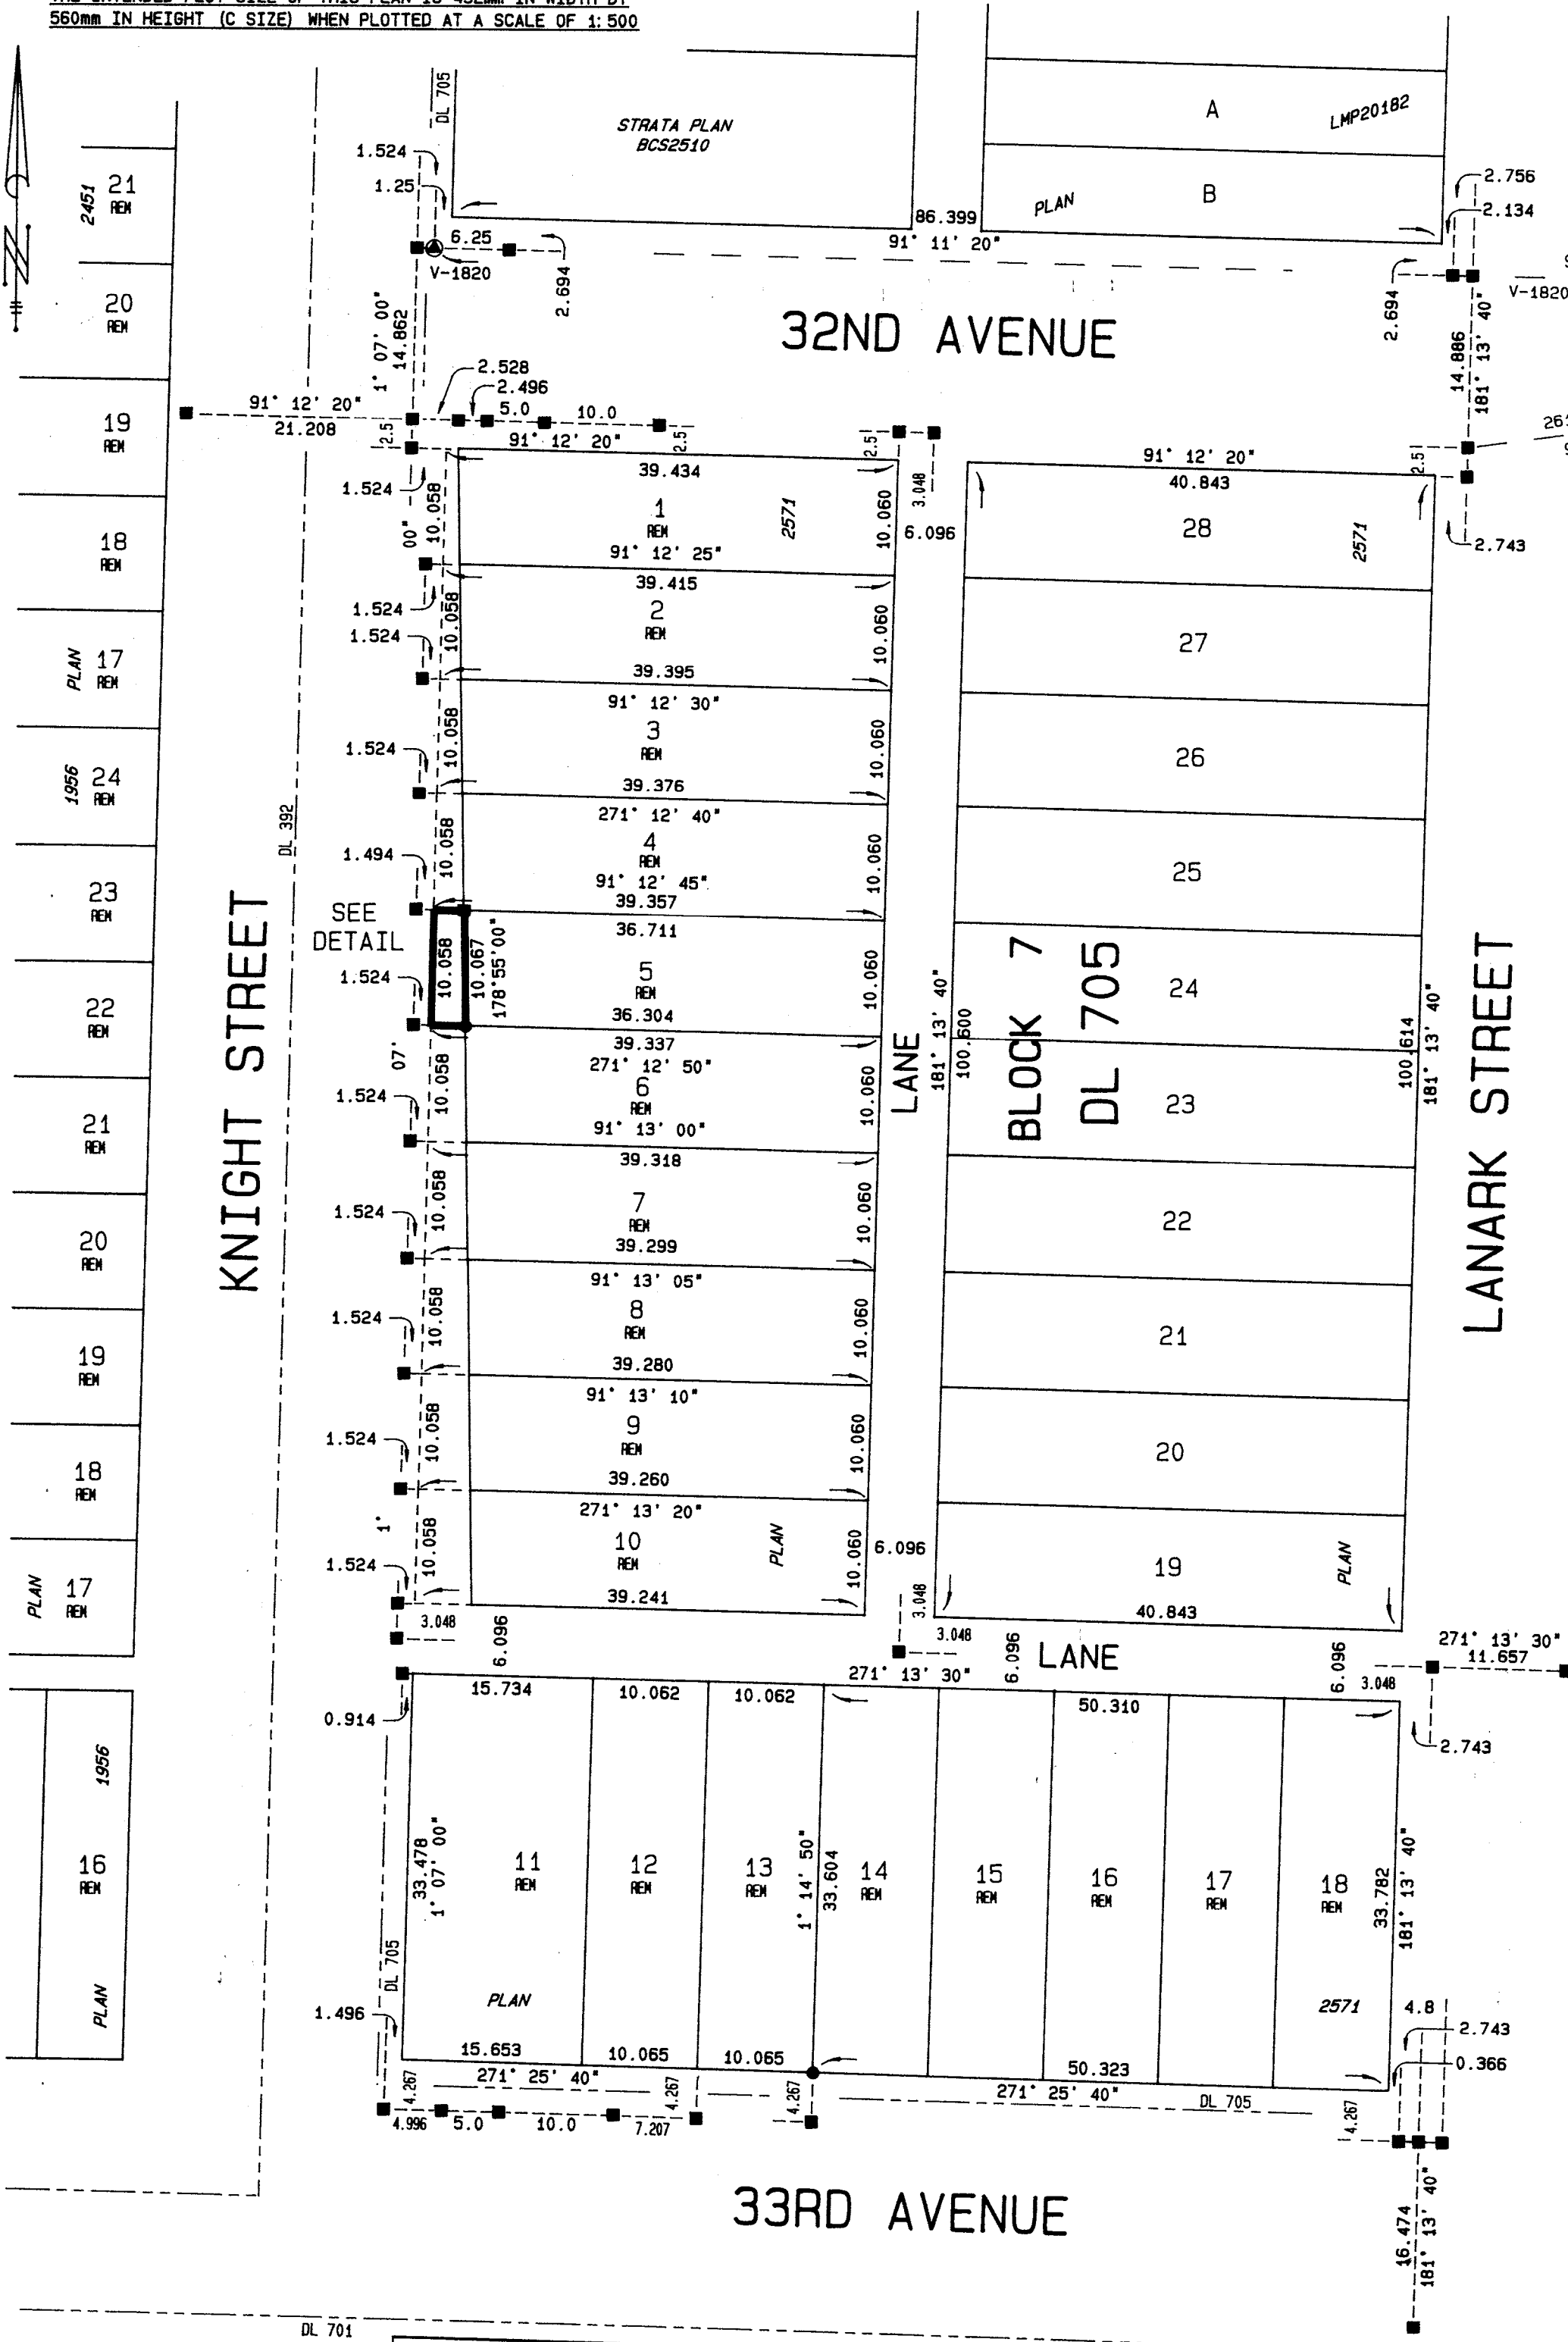 560mm IN HEIGHT (C SIZE) WHEN PLOTTED AT A SCALE OF 1:500
DL 705
STRATA PLAN
BCS2510
A
LMP20182
B
PLAN
86.399
91° 11' 20"
1.524
1.25
6.25
V-1820
2.694
2.756
2.134
2.694
V-1820
14.886
181° 13' 40"
1° 07' 00"
14.862
32ND AVENUE
2451
21
REM
20
REM
19
REM
18
REM
PLAN
17
REM
1956
24
REM
23
REM
22
REM
21
REM
20
REM
19
REM
18
REM
PLAN
17
REM
1956
16
REM
PLAN
91° 12' 20"
21.208
2.528
2.496
5.0
10.0
2.5
91° 12' 20"
2.5
39.434
2.5
3.048
6.096
91° 12' 20"
40.843
2.5
2.743
1.524
00"
10.058
1
REM
2571
10.060
91° 12' 25"
39.415
1.524
10.058
2
REM
10.060
1.524
39.395
91° 12' 30"
10.058
3
REM
10.060
1.524
39.376
271° 12' 40"
10.058
4
REM
10.060
1.494
91° 12' 45"
39.357
SEE
DETAIL
36.711
10.058
10.067
178°55'00"
5
REM
10.060
1.524
36.304
39.337
07'
271° 12' 50"
10.058
6
REM
10.060
1.524
91° 13' 00"
39.318
10.058
7
REM
10.060
1.524
39.299
91° 13' 05"
10.058
8
REM
10.060
1.524
39.280
91° 13' 10"
10.058
9
REM
10.060
1.524
39.260
271° 13' 20"
1°
10.058
10
REM
PLAN
10.060
1.524
39.241
KNIGHT STREET
DL 392
LANE
181° 13' 40"
100.600
BLOCK 7
DL 705
28
2571
27
26
25
24
23
22
21
20
19
PLAN
40.843
100.614
181° 13' 40"
LANARK STREET
6.096
3.048
3.048
6.096
3.048
6.096
LANE
6.096
3.048
271° 13' 30"
11.657
2.743
271° 13' 30"
15.734
10.062
10.062
50.310
0.914
33.478
1° 07' 00"
11
REM
12
REM
13
REM
1° 14' 50"
33.604
14
REM
15
REM
16
REM
17
REM
18
REM
33.782
181° 13' 40"
DL 705
PLAN
2571
1.496
15.653
10.065
10.065
50.323
4.8
2.743
0.366
271° 25' 40"
271° 25' 40"
DL 705
4.267
4.267
4.267
4.267
4.996
5.0
10.0
7.207
33RD AVENUE
16.474
181° 13' 40"
DL 701